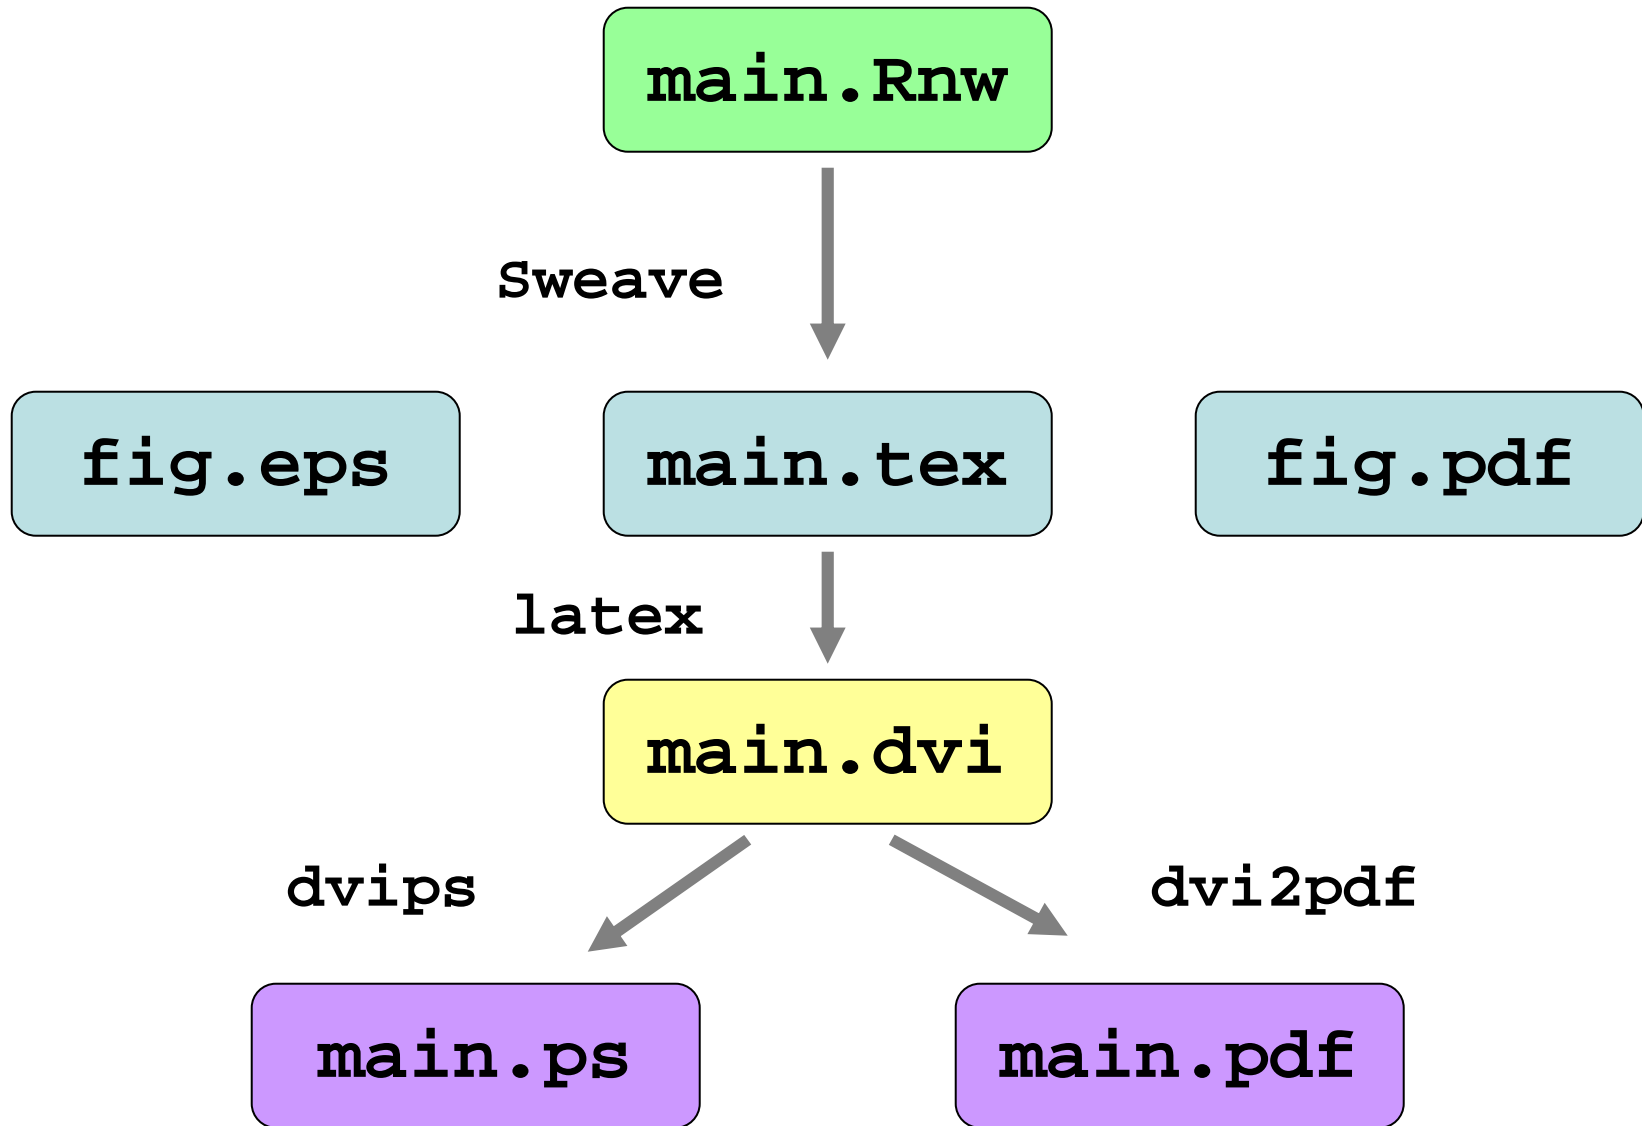 main.Rnw
Sweave
fig.eps
main.tex
fig.pdf
latex
main.dvi
dvips
dvi2pdf
main.ps
main.pdf